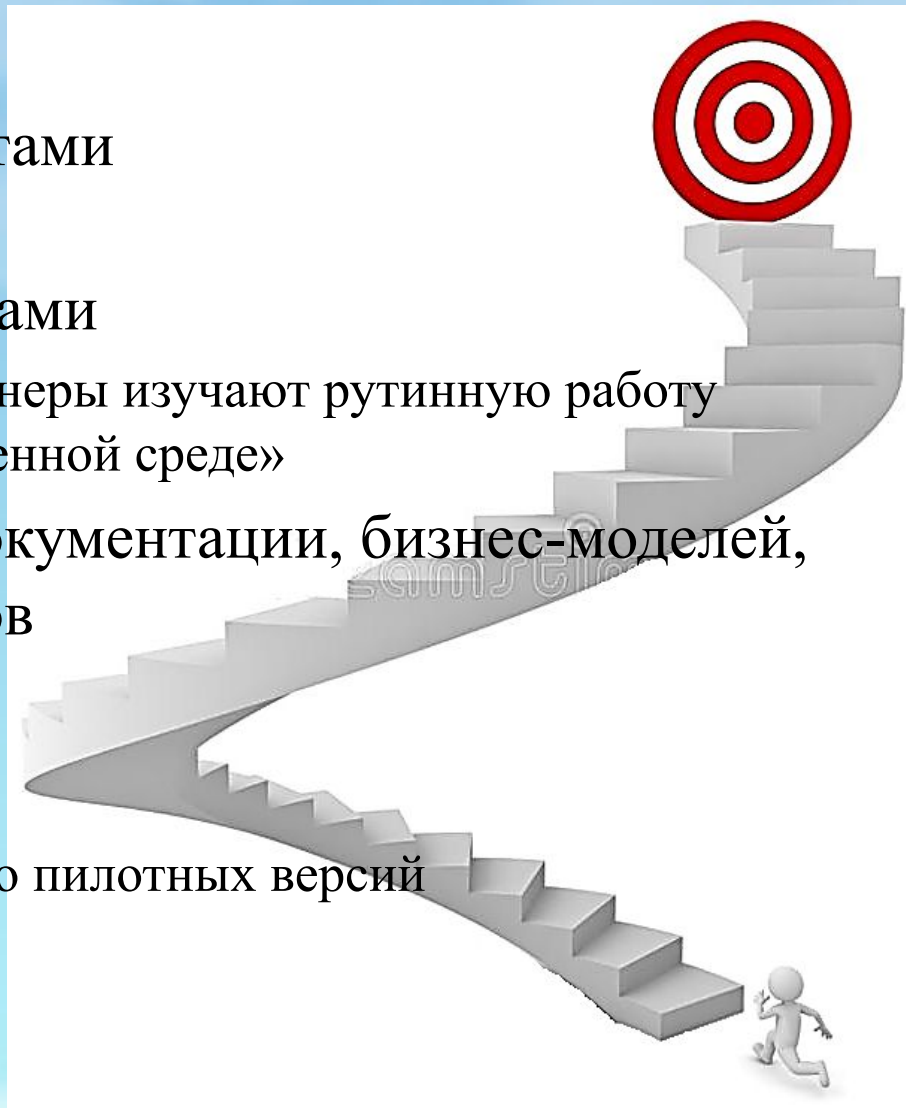 тами
ами
неры изучают рутинную работу
енной среде»
окументации, бизнес-моделей,
ов
о пилотных версий